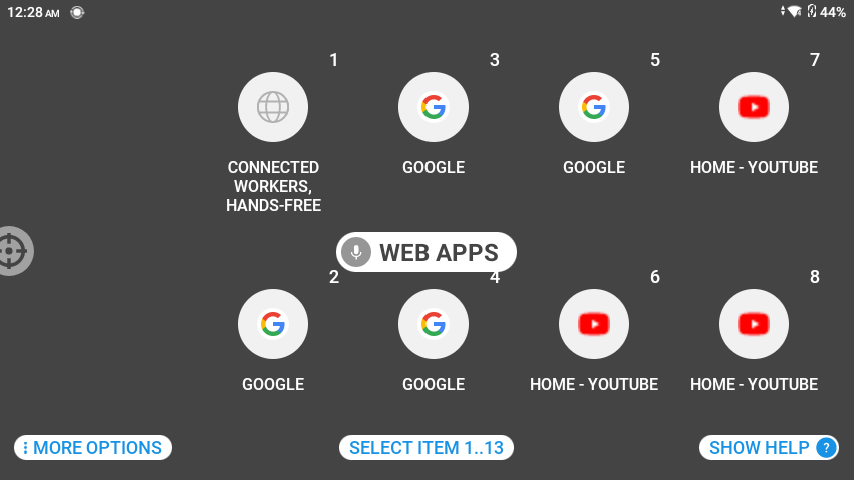 12:28 AM
44%
1
3
5
7
CONNECTED
WORKERS,
HANDS-FREE
GOOGLE
GOOGLE
HOME - YOUTUBE
WEB APPS
2
4
6
8
GOOGLE
GOOGLE
HOME - YOUTUBE
HOME - YOUTUBE
MORE OPTIONS
SELECT ITEM 1..13
SHOW HELP ?